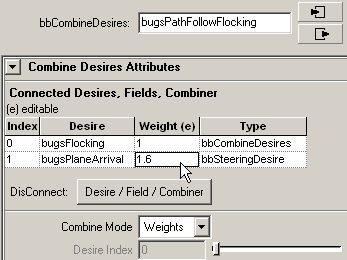 bbCombineDesires: bugsPathFollowFlocking
Combine Desires Attributes
Connected Desires, Fields, Combiner
(e) editable
Index Desire Weight (e) Type
0 bugsFlocking 1 bbCombineDesires
1 bugsPlaneArrival 1.6 bbSteeringDesire
DisConnect: Desire / Field / Combiner
Combine Mode Weights
Desire Index 0